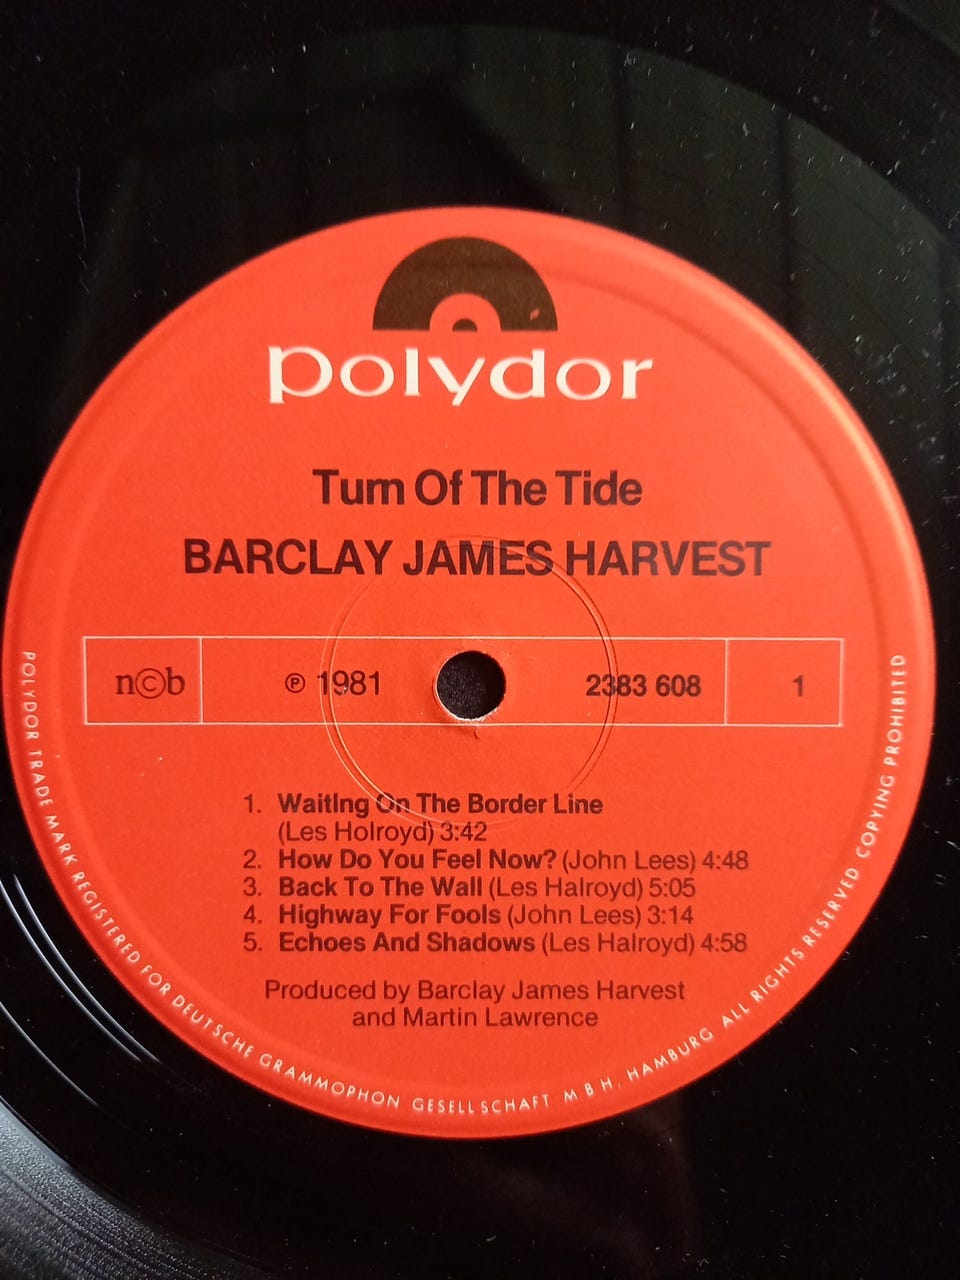 polydor
Turn Of The Tide
BARCLAY JAMES HARVEST
n©b ℗ 1981 2383 608 1
1. Waiting On The Border Line
(Les Holroyd) 3:42
2. How Do You Feel Now? (John Lees) 4:48
3. Back To The Wall (Les Halroyd) 5:05
4. Highway For Fools (John Lees) 3:14
5. Echoes And Shadows (Les Halroyd) 4:58
Produced by Barclay James Harvest
and Martin Lawrence
POLYDOR TRADE MARK REGISTERED FOR DEUTSCHE GRAMMOPHON GESELLSCHAFT M B H. HAMBURG ALL RIGHTS RESERVED COPYING PROHIBITED